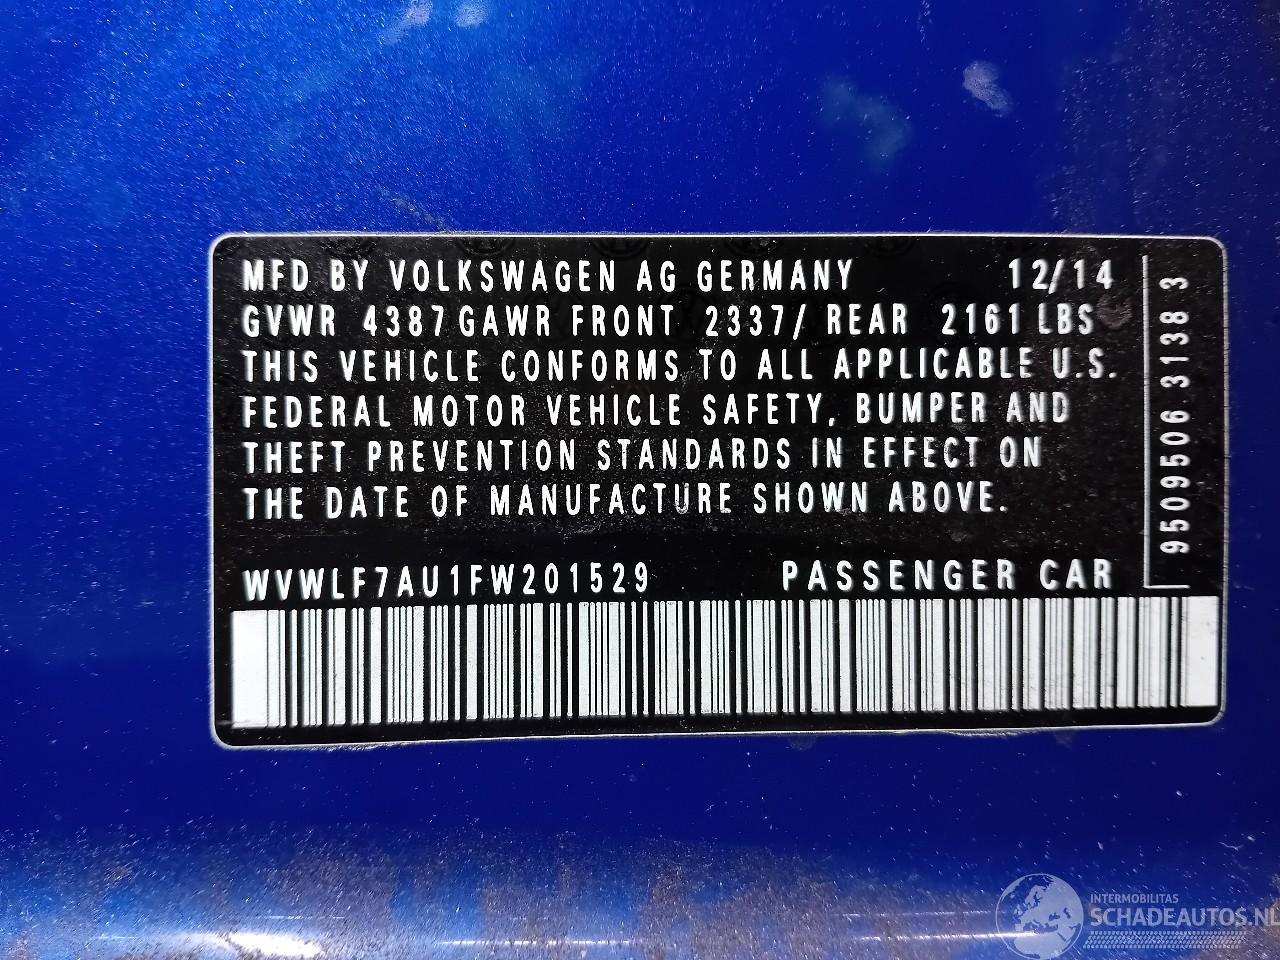 MFD BY VOLKSWAGEN AG GERMANY 12/14
GVWR 4387 GAWR FRONT 2337/ REAR 2161 LBS
THIS VEHICLE CONFORMS TO ALL APPLICABLE U.S.
FEDERAL MOTOR VEHICLE SAFETY, BUMPER AND
THEFT PREVENTION STANDARDS IN EFFECT ON
THE DATE OF MANUFACTURE SHOWN ABOVE.
WVWLF7AU1FW201529 PASSENGER CAR
9509506 3138 3
INTERMOBILITAS
SCHADEAUTOS.NL